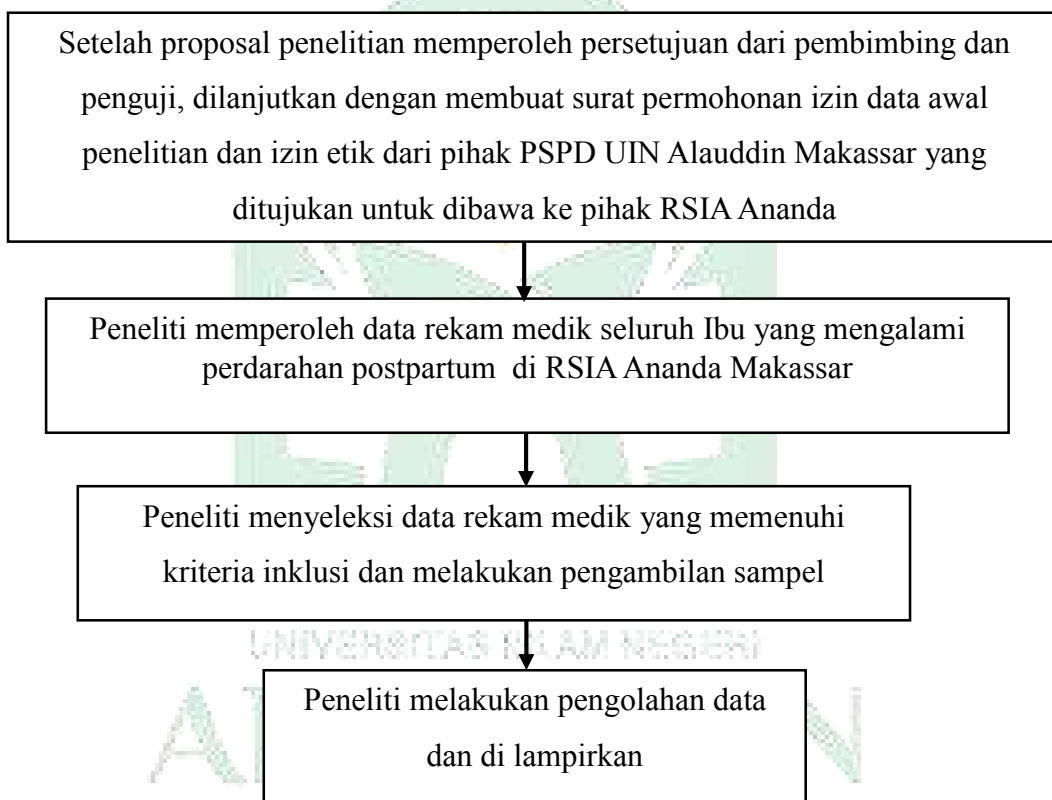 Setelah proposal penelitian memperoleh persetujuan dari pembimbing dan
penguji, dilanjutkan dengan membuat surat permohonan izin data awal
penelitian dan izin etik dari pihak PSPD UIN Alauddin Makassar yang
ditujukan untuk dibawa ke pihak RSIA Ananda
Peneliti memperoleh data rekam medik seluruh Ibu yang mengalami
perdarahan postpartum di RSIA Ananda Makassar
Peneliti menyeleksi data rekam medik yang memenuhi
kriteria inklusi dan melakukan pengambilan sampel
UNIVERSITAS ISLAM NEGERI
Peneliti melakukan pengolahan data
dan di lampirkan